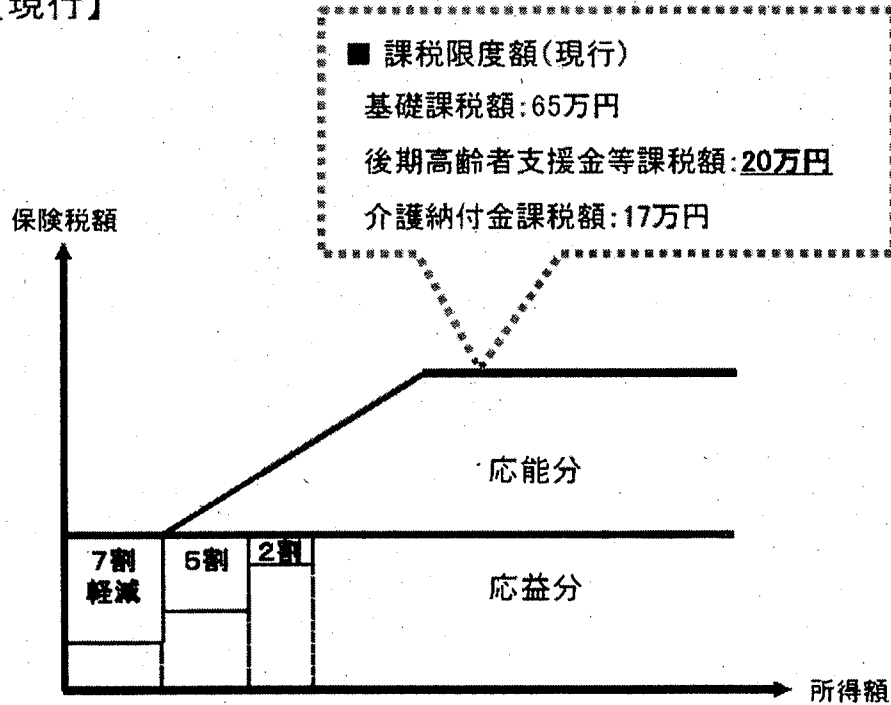 現行】
■ 課税限度額(現行)
基礎課税額:65万円
後期高齢者支援金等課税額:20万円
介護納付金課税額:17万円
保険税額
応能分
7割
軽減
5割
2割
応益分
所得額